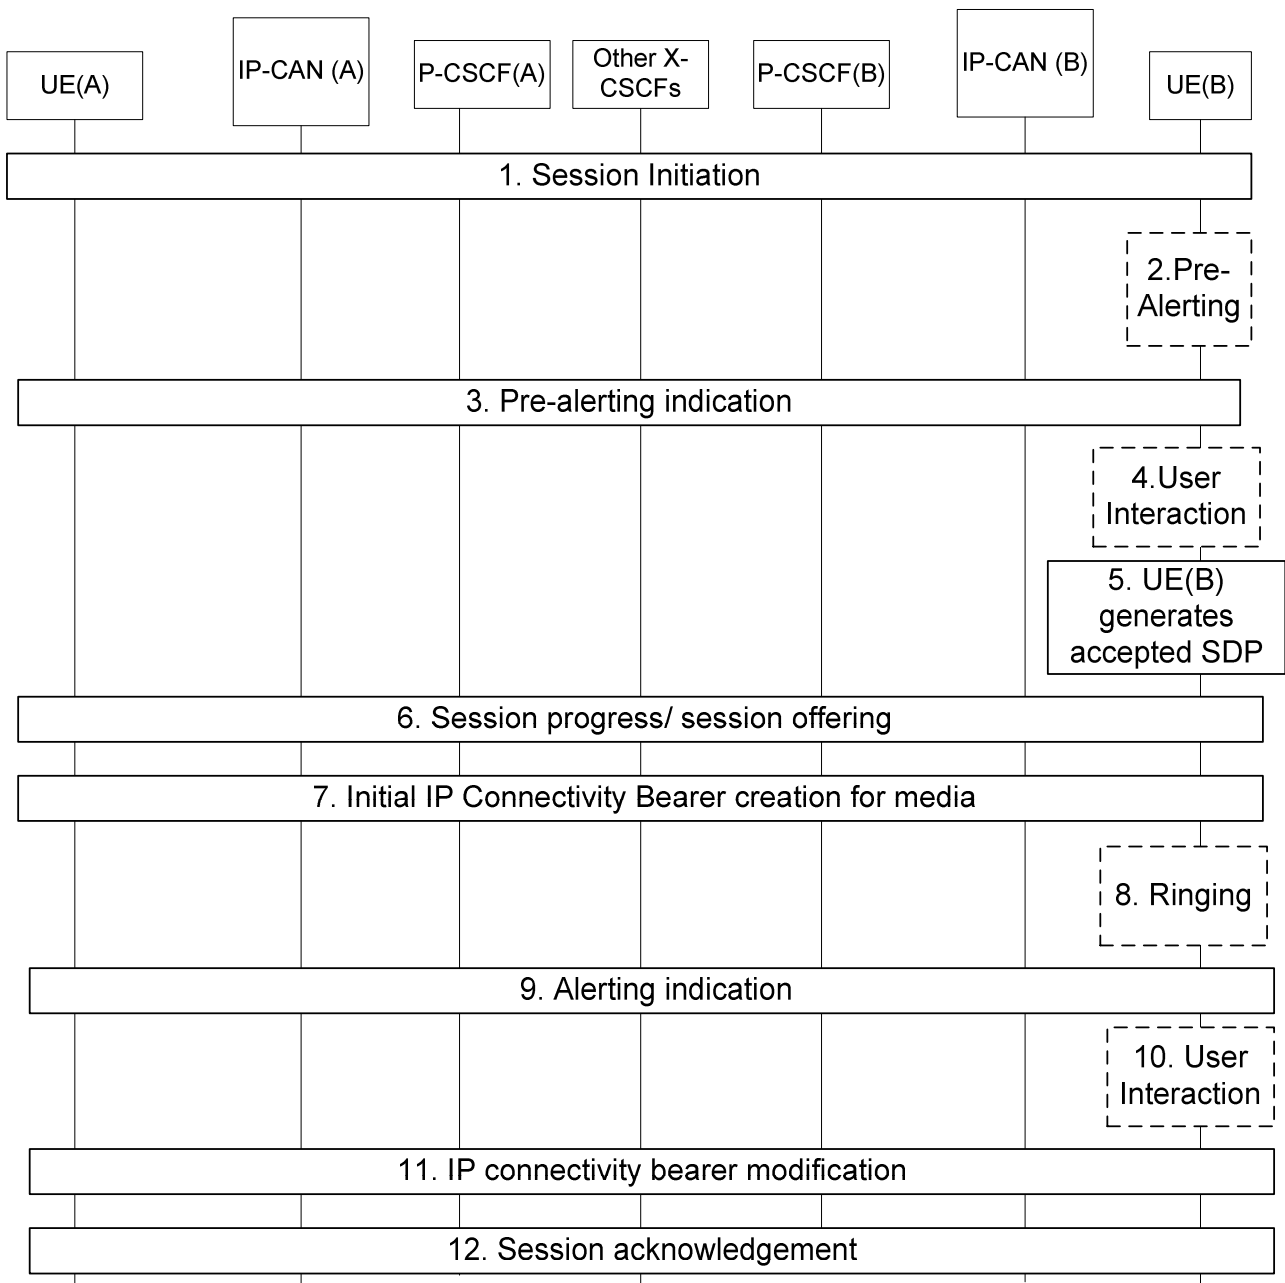 UE(A)
IP-CAN (A)
P-CSCF(A)
Other X-
CSCFs
P-CSCF(B)
IP-CAN (B)
UE(B)
1. Session Initiation
2.Pre-
Alerting
3. Pre-alerting indication
4.User
Interaction
5. UE(B)
generates
accepted SDP
6. Session progress/ session offering
7. Initial IP Connectivity Bearer creation for media
8. Ringing
9. Alerting indication
10. User
Interaction
11. IP connectivity bearer modification
12. Session acknowledgement